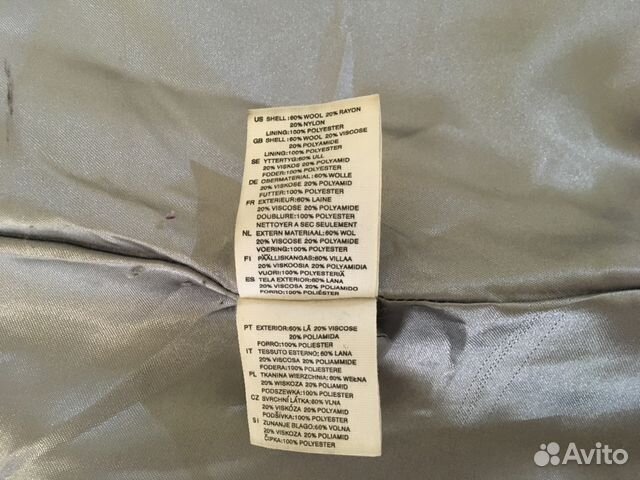 US SHELL:60% WOOL 20% RAYON
20% NYLON
LINING:100% POLYESTER
GB SHELL:60% WOOL 20% VISCOSE
20% POLYAMIDE
LINING:100% POLYESTER
SE YTTERTYG:60% ULL
20% VISKOS 20% POLYAMID
FODER:100% POLYESTER
DE OBERMATERIAL:60% WOLLE
20% VISKOSE 20% POLYAMID
FUTTER:100% POLYESTER
FR EXTERIEUR:60% LAINE
20% VISCOSE 20% POLYAMIDE
DOUBLURE:100% POLYESTER
NETTOYER A SEC SEULEMENT
NL EXTERN MATERIAAL:60% WOL
20% VISCOSE 20% POLYAMIDE
VOERING:100% POLYESTER
FI PÄÄLLISKANGAS:60% VILLAA
20% VISKOOSIA 20% POLYAMIDIA
VUORI:100% POLYESTERIÄ
ES TELA EXTERIOR:60% LANA
20% VISCOSA 20% POLIAMIDO
FORRO:100% POLIÉSTER
PT EXTERIOR:60% LÃ 20% VISCOSE
20% POLIAMIDA
FORRO:100% POLIESTER
IT TESSUTO ESTERNO:60% LANA
20% VISCOSA 20% POLIAMMIDE
FODERA:100% POLIESTERE
PL TKANINA WIERZCHNIA:60% WEŁNA
20% WISKOZA 20% POLIAMID
PODSZEWKA:100% POLIESTER
CZ SVRCHNÍ LÁTKA:60% VLNA
20% VISKÓZA 20% POLYAMID
PODŠÍVKA:100% POLYESTER
SI ZUNANJE BLAGO:60% VOLNA
20% VISKOZA 20% POLIAMID
ČIPKA:100% POLYESTER
Avito